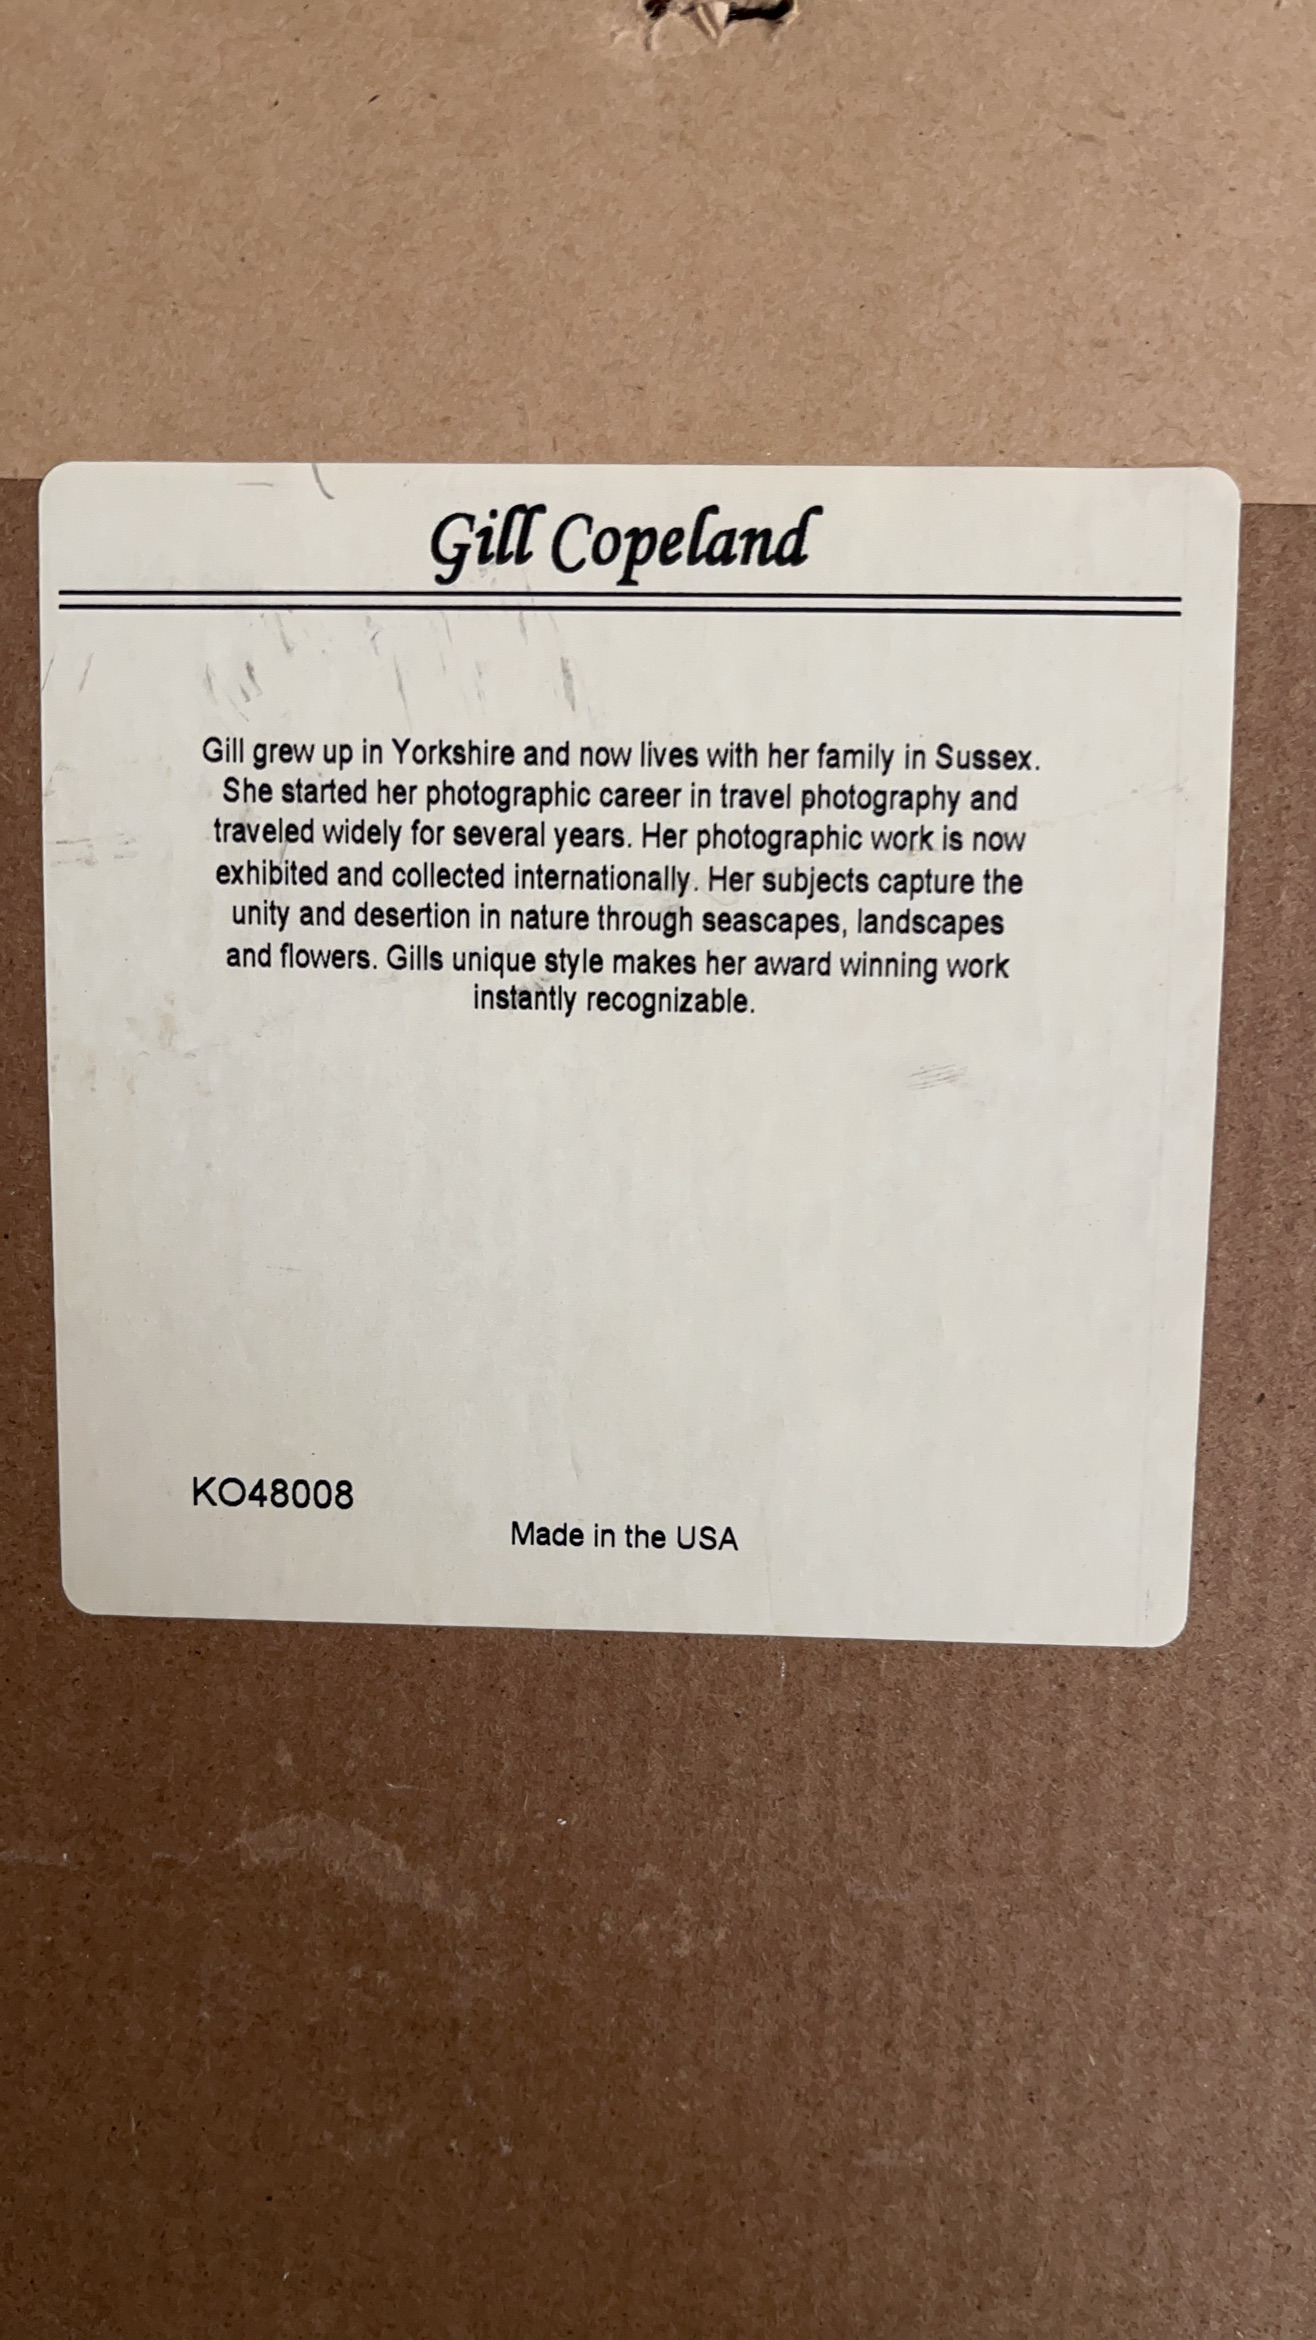 Gill Copeland
Gill grew up in Yorkshire and now lives with her family in Sussex.
She started her photographic career in travel photography and
traveled widely for several years. Her photographic work is now
exhibited and collected internationally. Her subjects capture the
unity and desertion in nature through seascapes, landscapes
and flowers. Gills unique style makes her award winning work
instantly recognizable.
KO48008
Made in the USA